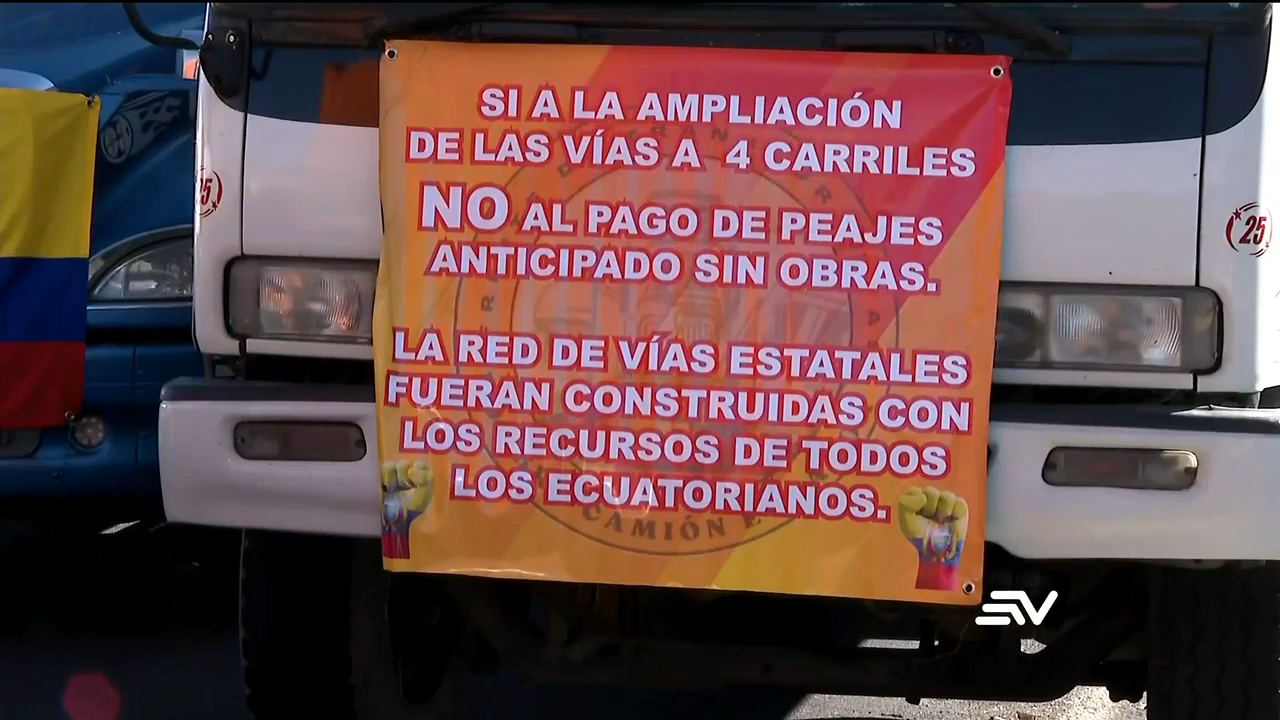 SI A LA AMPLIACIÓN
DE LAS VÍAS A 4 CARRILES
NO AL PAGO DE PEAJES
ANTICIPADO SIN OBRAS.
LA RED DE VÍAS ESTATALES
FUERAN CONSTRUIDAS CON
LOS RECURSOS DE TODOS
LOS ECUATORIANOS.
CAMIÓN
25
25